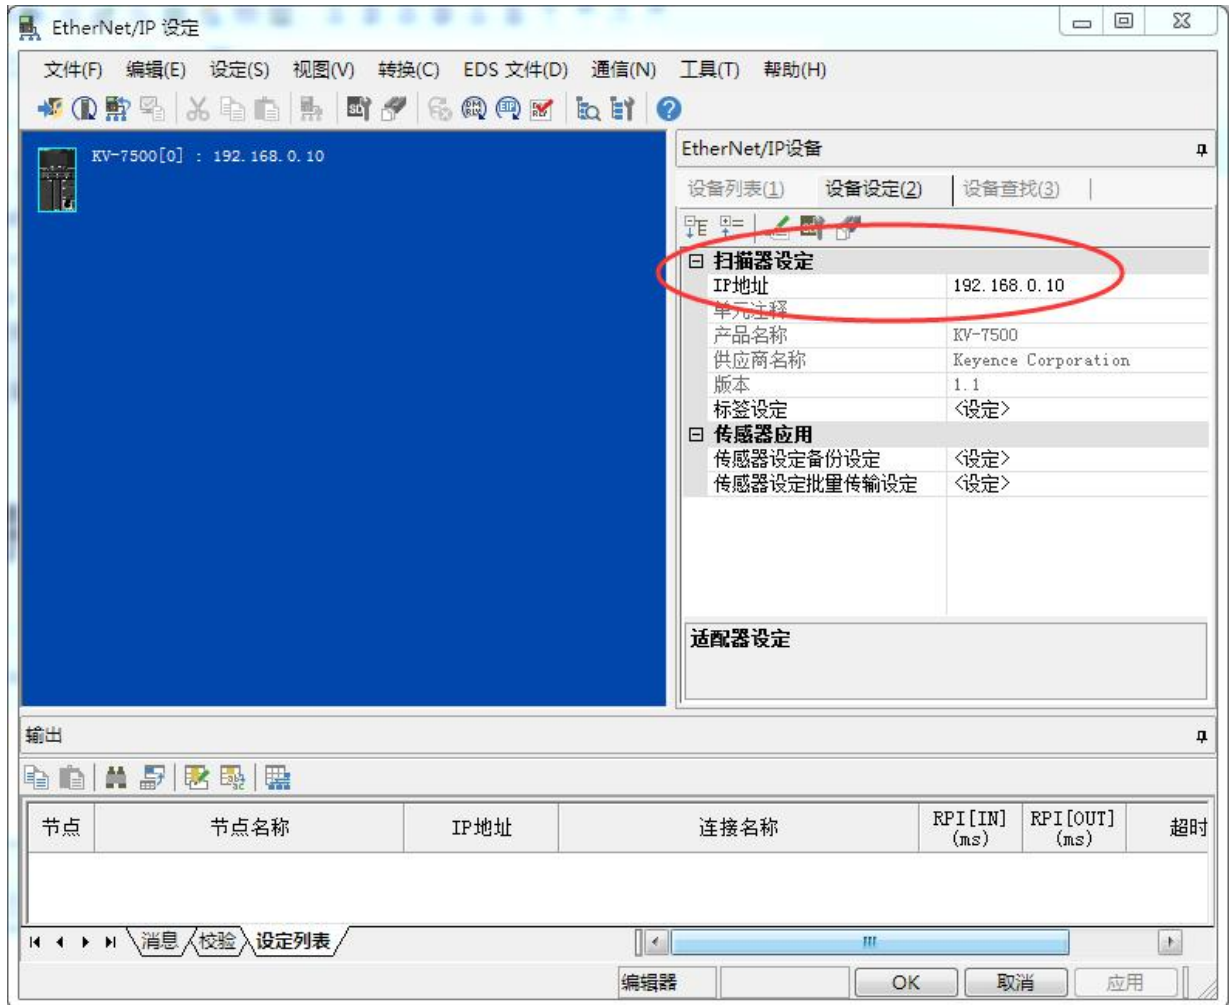 EtherNet/IP 设定
文件(F) 编辑(E) 设定(S) 视图(V) 转换(C) EDS 文件(D) 通信(N) 工具(T) 帮助(H)
KV-7500[0] : 192.168.0.10
EtherNet/IP设备
设备列表(1) 设备设定(2) 设备查找(3)
扫描器设定
IP地址 192.168.0.10
单元注释
产品名称 KV-7500
供应商名称 Keyence Corporation
版本 1.1
标签设定 <设定>
传感器应用
传感器设定备份设定 <设定>
传感器设定批量传输设定 <设定>
适配器设定
输出
节点 节点名称 IP地址 连接名称 RPI[IN] (ms) RPI[OUT] (ms) 超时
消息 校验 设定列表
编辑器 OK 取消 应用